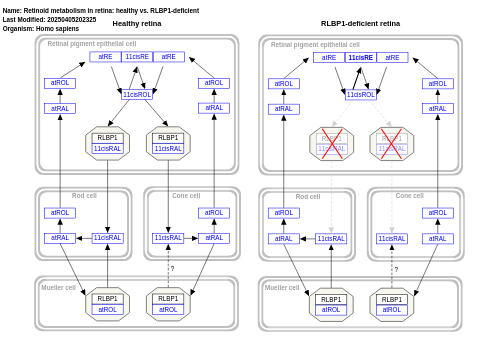 Name: Retinoid metabolism in retina: healthy vs. RLBP1-deficient
Last Modified: 20250405202325
Organism: Homo sapiens
Healthy retina
RLBP1-deficient retina
Retinal pigment epithelial cell
atRE
11cisRE
atRE
atROL
atROL
11cisROL
atRAL
atRAL
RLBP1
11cisRAL
RLBP1
11cisRAL
Rod cell
Cone cell
atROL
atROL
atRAL
11cisRAL
11cisRAL
atRAL
?
Mueller cell
RLBP1
atROL
RLBP1
atROL
Retinal pigment epithelial cell
atRE
11cisRE
atRE
atROL
atROL
11cisROL
atRAL
atRAL
RLBP1
11cisRAL
RLBP1
11cisRAL
Rod cell
Cone cell
atROL
atROL
atRAL
11cisRAL
11cisRAL
atRAL
?
Mueller cell
RLBP1
atROL
RLBP1
atROL